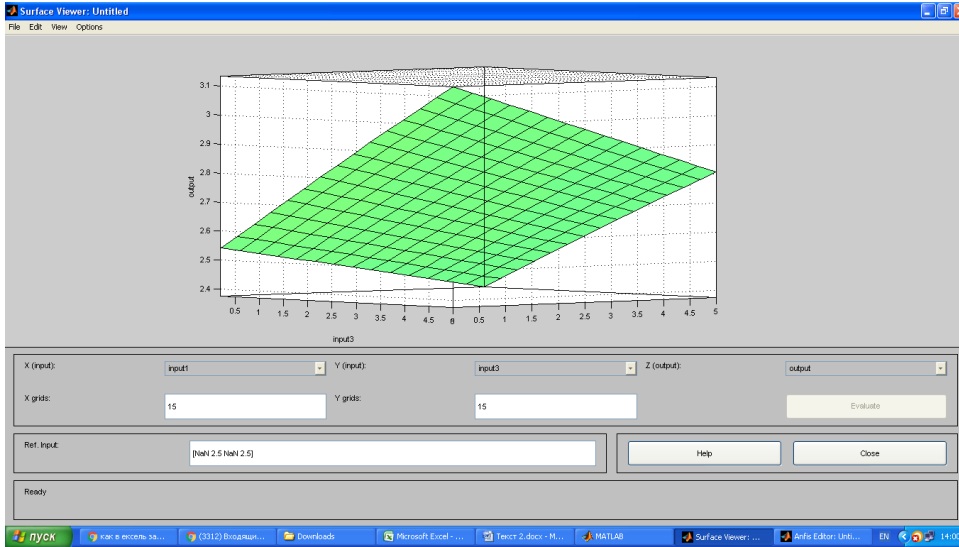 Surface Viewer: Untitled
File Edit View Options
3.1
3
2.9
2.8
2.7
2.6
2.5
2.4
output
0.5 1 1.5 2 2.5 3 3.5 4 4.5 0.5 1 1.5 2 2.5 3 3.5 4 4.5 5
input3
X (input): input1 Y (input): input3 Z (output): output
X grids: 15 Y grids: 15 Evaluate
Ref. Input: [NaN 2.5 NaN 2.5] Help Close
Ready
пуск как в ексель за... (3312) Входящи... Downloads Microsoft Excel - ... Текст 2.docx - M... MATLAB Surface Viewer: ... Anfis Editor: Unti... EN 14:00